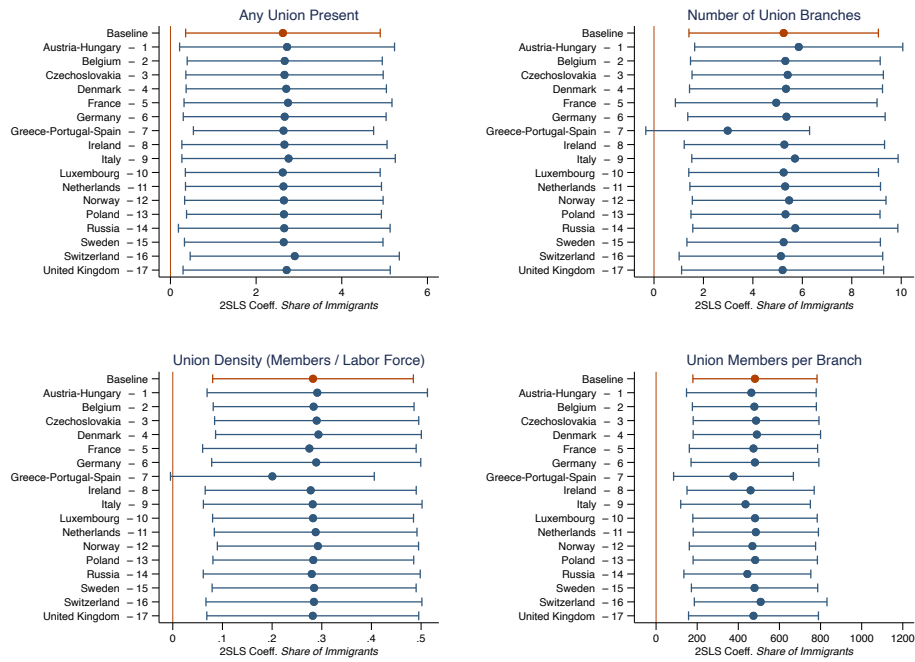 Any Union Present
Baseline
Austria-Hungary - 1
Belgium - 2
Czechoslovakia - 3
Denmark - 4
France - 5
Germany - 6
Greece-Portugal-Spain - 7
Ireland - 8
Italy - 9
Luxembourg - 10
Netherlands - 11
Norway - 12
Poland - 13
Russia - 14
Sweden - 15
Switzerland - 16
United Kingdom - 17
0 2 4 6
2SLS Coeff. Share of Immigrants
Number of Union Branches
Baseline
Austria-Hungary - 1
Belgium - 2
Czechoslovakia - 3
Denmark - 4
France - 5
Germany - 6
Greece-Portugal-Spain - 7
Ireland - 8
Italy - 9
Luxembourg - 10
Netherlands - 11
Norway - 12
Poland - 13
Russia - 14
Sweden - 15
Switzerland - 16
United Kingdom - 17
0 2 4 6 8 10
2SLS Coeff. Share of Immigrants
Union Density (Members / Labor Force)
Baseline
Austria-Hungary - 1
Belgium - 2
Czechoslovakia - 3
Denmark - 4
France - 5
Germany - 6
Greece-Portugal-Spain - 7
Ireland - 8
Italy - 9
Luxembourg - 10
Netherlands - 11
Norway - 12
Poland - 13
Russia - 14
Sweden - 15
Switzerland - 16
United Kingdom - 17
0 .1 .2 .3 .4 .5
2SLS Coeff. Share of Immigrants
Union Members per Branch
Baseline
Austria-Hungary - 1
Belgium - 2
Czechoslovakia - 3
Denmark - 4
France - 5
Germany - 6
Greece-Portugal-Spain - 7
Ireland - 8
Italy - 9
Luxembourg - 10
Netherlands - 11
Norway - 12
Poland - 13
Russia - 14
Sweden - 15
Switzerland - 16
United Kingdom - 17
0 200 400 600 800 1000 1200
2SLS Coeff. Share of Immigrants